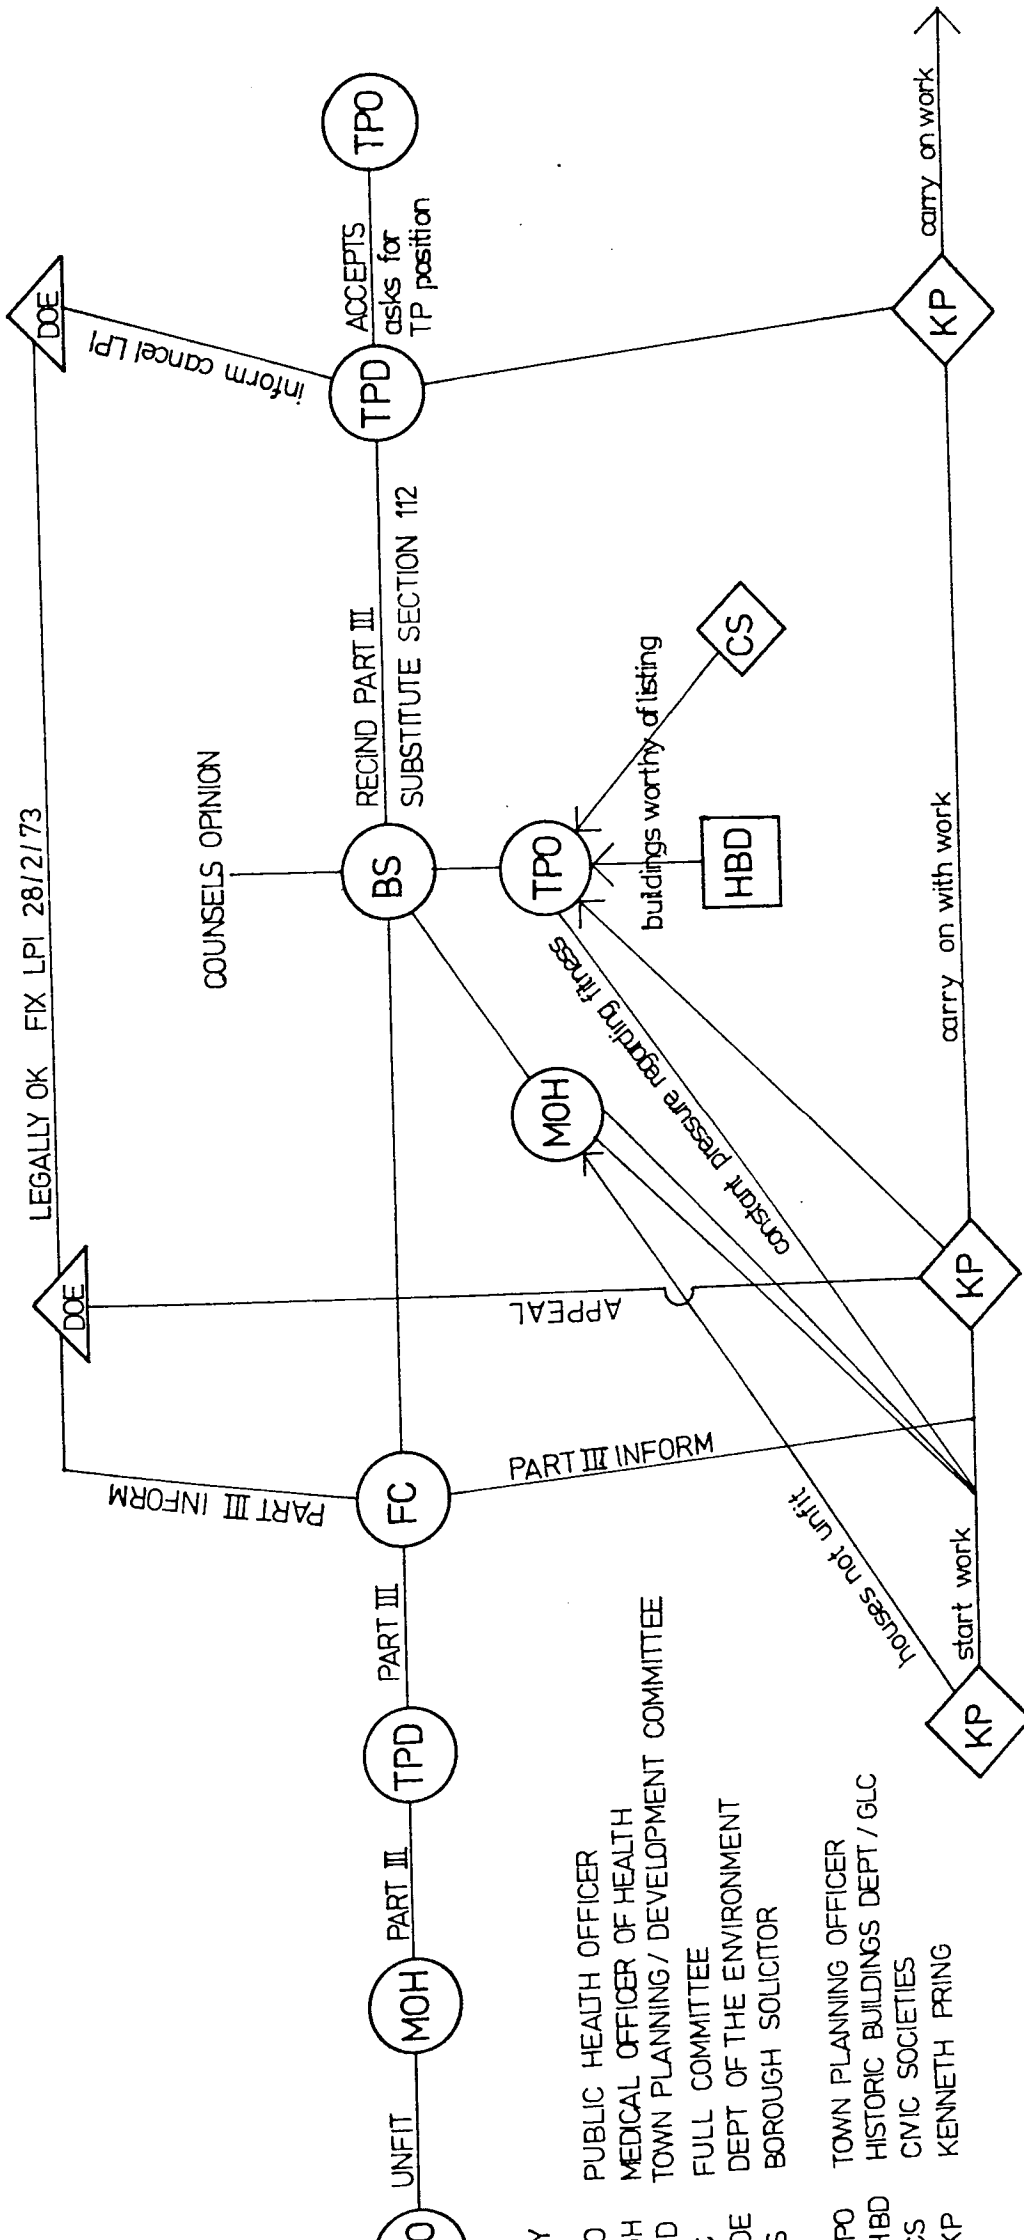 DOE
DOE
LEGALLY OK FIX LPI 28/2/73
inform cancel LPI
PART III INFORM
COUNSELS OPINION
UNFIT
MOH
PART III
TPD
PART III
FC
BS
RECIND PART III
SUBSTITUTE SECTION 112
TPD
ACCEPTS
asks for
TP position
TPO
PART III INFORM
APPEAL
MOH
TPO
constant pressure regarding fitness
buildings worthy of listing
HBD
CS
houses not unfit
KP
start work
KP
carry on with work
KP
carry on work
PUBLIC HEALTH OFFICER
MEDICAL OFFICER OF HEALTH
TOWN PLANNING / DEVELOPMENT COMMITTEE
FULL COMMITTEE
DEPT OF THE ENVIRONMENT
BOROUGH SOLICITOR
TOWN PLANNING OFFICER
HBD HISTORIC BUILDINGS DEPT / GLC
CIVIC SOCIETIES
KP KENNETH PRING